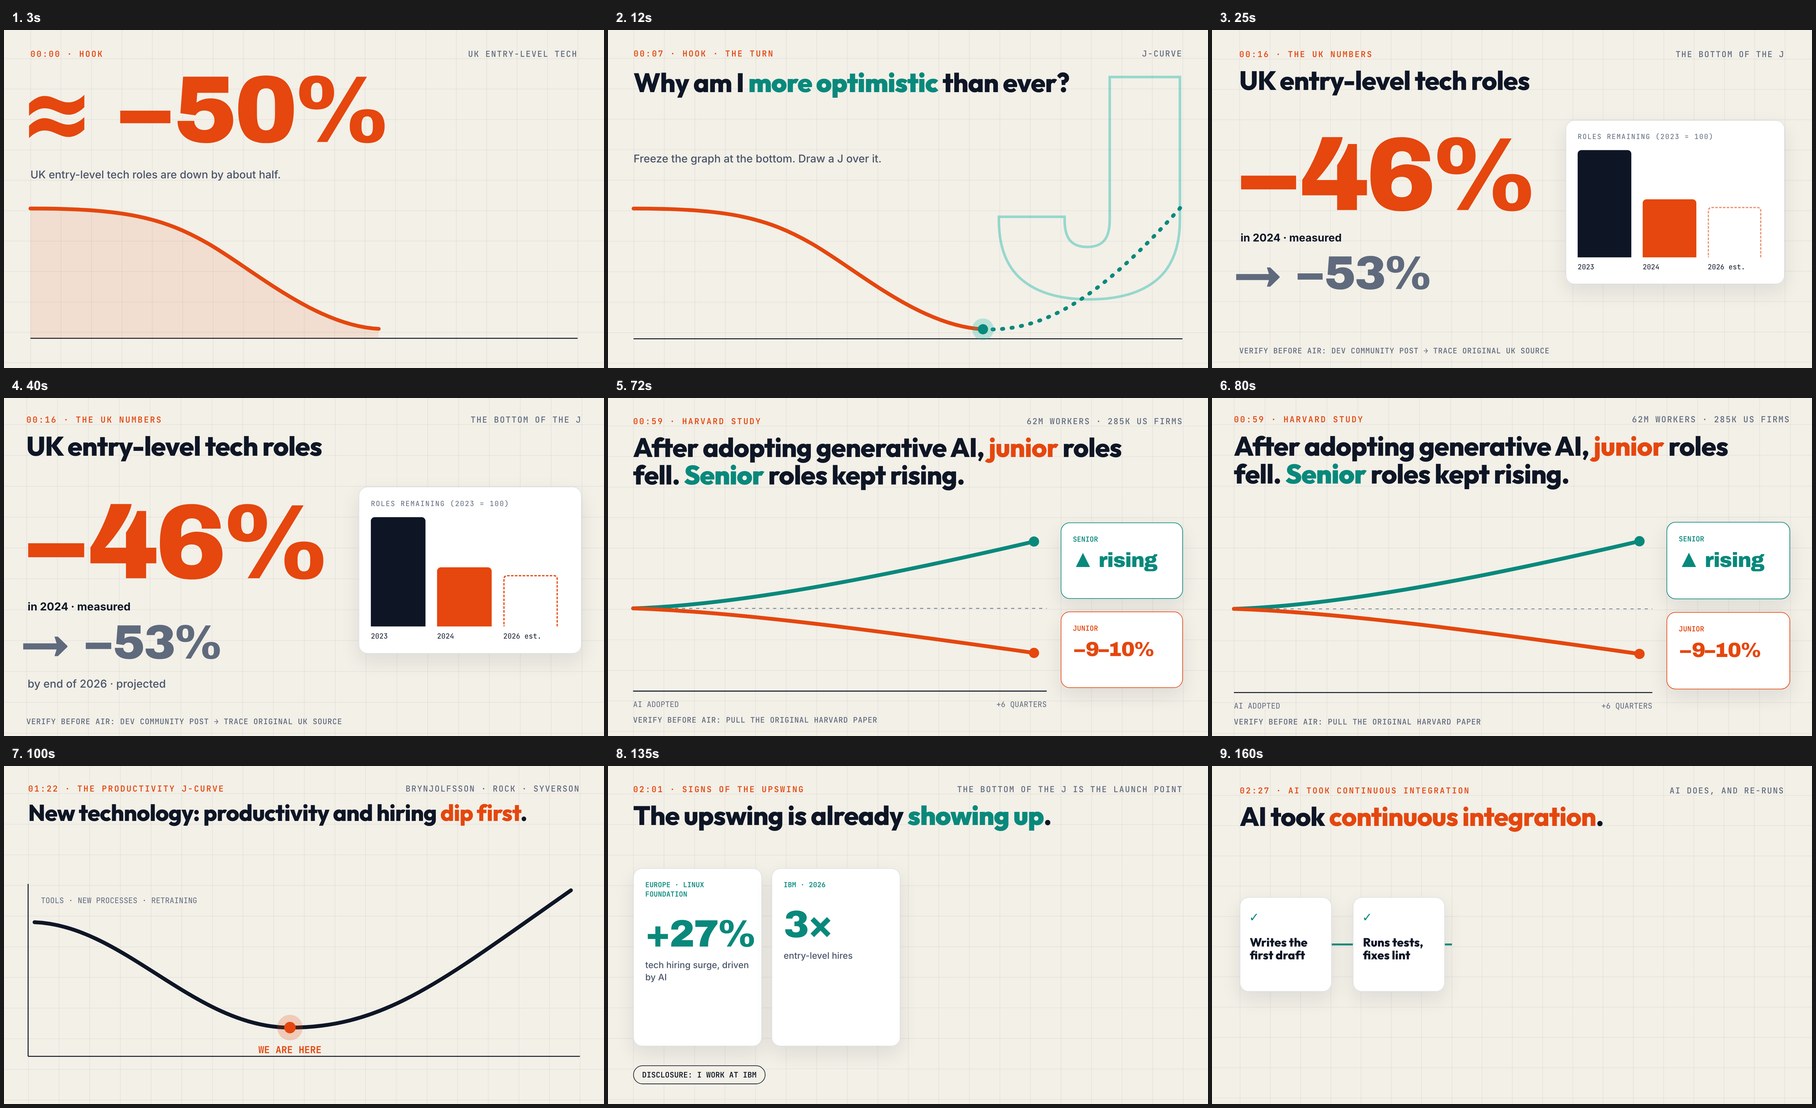 1. 3s
00:00 · HOOK
UK ENTRY-LEVEL TECH
≈ −50%
UK entry-level tech roles are down by about half.
2. 12s
00:07 · HOOK · THE TURN
J-CURVE
Why am I more optimistic than ever?
Freeze the graph at the bottom. Draw a J over it.
3. 25s
00:16 · THE UK NUMBERS
THE BOTTOM OF THE J
UK entry-level tech roles
−46%
in 2024 · measured
→ −53%
ROLES REMAINING (2023 = 100)
2023
2024
2026 est.
VERIFY BEFORE AIR: DEV COMMUNITY POST → TRACE ORIGINAL UK SOURCE
4. 40s
00:16 · THE UK NUMBERS
THE BOTTOM OF THE J
UK entry-level tech roles
−46%
in 2024 · measured
→ −53%
by end of 2026 · projected
ROLES REMAINING (2023 = 100)
2023
2024
2026 est.
VERIFY BEFORE AIR: DEV COMMUNITY POST → TRACE ORIGINAL UK SOURCE
5. 72s
00:59 · HARVARD STUDY
62M WORKERS · 285K US FIRMS
After adopting generative AI, junior roles
fell. Senior roles kept rising.
SENIOR
▲ rising
JUNIOR
−9–10%
AI ADOPTED
+6 QUARTERS
VERIFY BEFORE AIR: PULL THE ORIGINAL HARVARD PAPER
6. 80s
00:59 · HARVARD STUDY
62M WORKERS · 285K US FIRMS
After adopting generative AI, junior roles
fell. Senior roles kept rising.
SENIOR
▲ rising
JUNIOR
−9–10%
AI ADOPTED
+6 QUARTERS
VERIFY BEFORE AIR: PULL THE ORIGINAL HARVARD PAPER
7. 100s
01:22 · THE PRODUCTIVITY J-CURVE
BRYNJOLFSSON · ROCK · SYVERSON
New technology: productivity and hiring dip first.
TOOLS · NEW PROCESSES · RETRAINING
WE ARE HERE
8. 135s
02:01 · SIGNS OF THE UPSWING
THE BOTTOM OF THE J IS THE LAUNCH POINT
The upswing is already showing up.
EUROPE · LINUX
FOUNDATION
+27%
tech hiring surge, driven
by AI
IBM · 2026
3×
entry-level hires
DISCLOSURE: I WORK AT IBM
9. 160s
02:27 · AI TOOK CONTINUOUS INTEGRATION
AI DOES, AND RE-RUNS
AI took continuous integration.
✓
Writes the
first draft
✓
Runs tests,
fixes lint